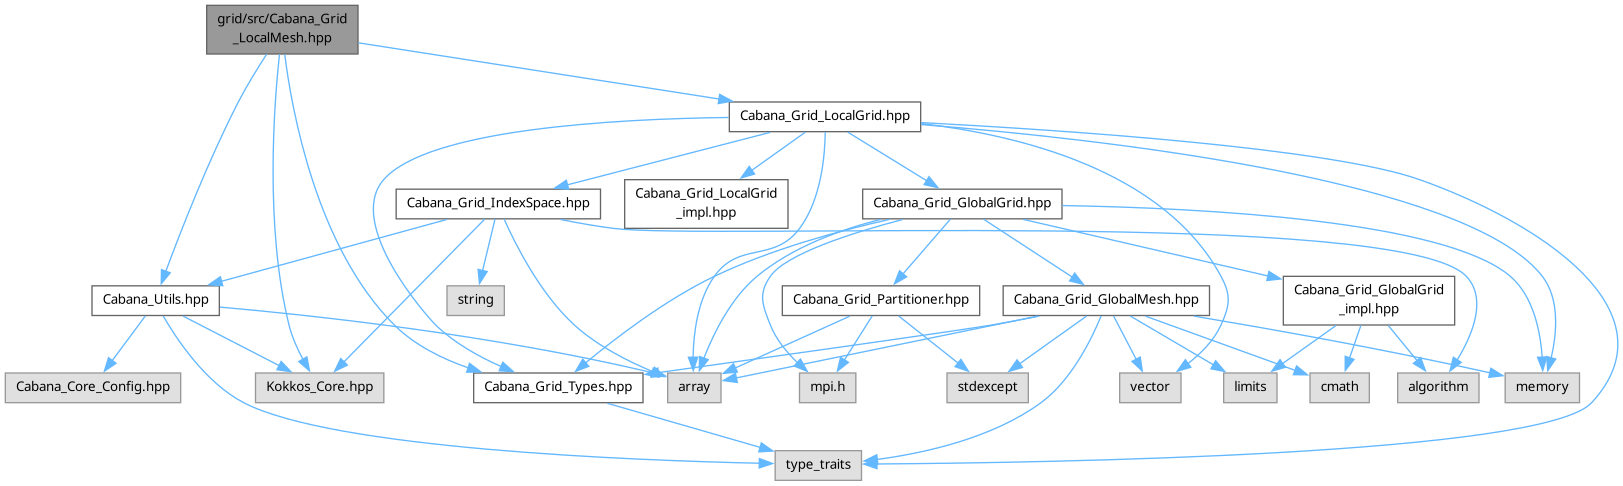 grid/src/Cabana_Grid
_LocalMesh.hpp
Cabana_Grid_LocalGrid.hpp
Cabana_Grid_IndexSpace.hpp
Cabana_Grid_LocalGrid
_impl.hpp
Cabana_Grid_GlobalGrid.hpp
Cabana_Utils.hpp
string
Cabana_Grid_Partitioner.hpp
Cabana_Grid_GlobalMesh.hpp
Cabana_Grid_GlobalGrid
_impl.hpp
Cabana_Core_Config.hpp
Kokkos_Core.hpp
Cabana_Grid_Types.hpp
array
mpi.h
stdexcept
vector
limits
cmath
algorithm
memory
type_traits